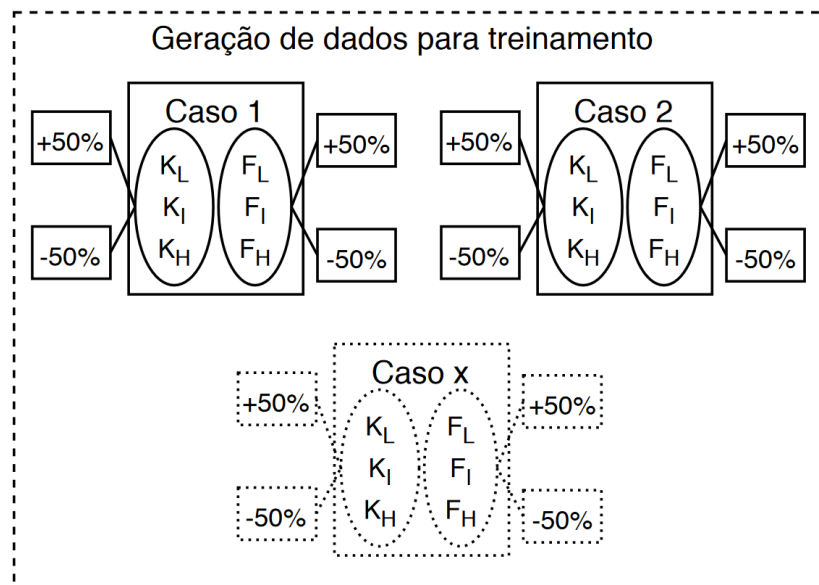 Geração de dados para treinamento
Caso 1
+50%
-50%
K_L
K_I
K_H
F_L
F_I
F_H
+50%
-50%
Caso 2
+50%
-50%
K_L
K_I
K_H
F_L
F_I
F_H
+50%
-50%
Caso x
+50%
-50%
K_L
K_I
K_H
F_L
F_I
F_H
+50%
-50%